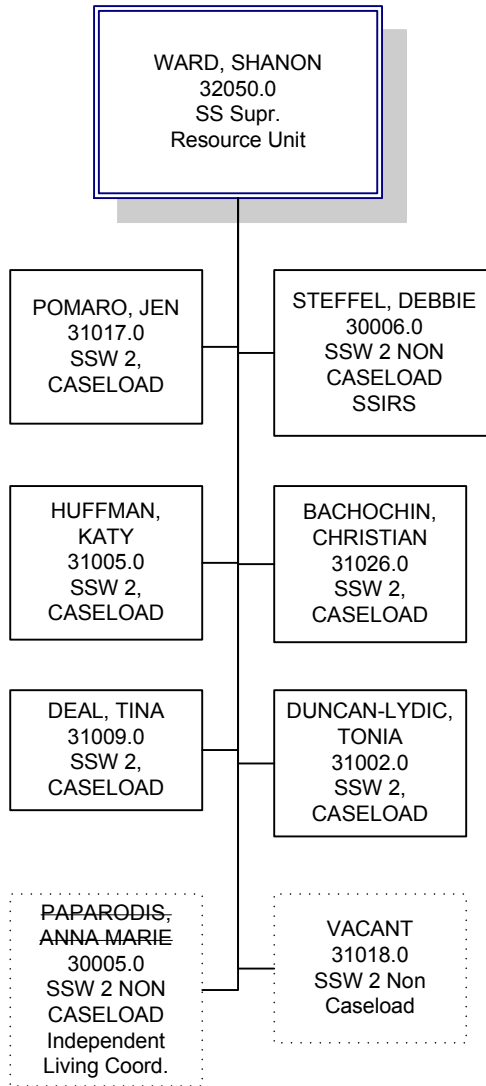 WARD, SHANON
32050.0
SS Supr.
Resource Unit
POMARO, JEN
31017.0
SSW 2,
CASELOAD
STEFFEL, DEBBIE
30006.0
SSW 2 NON
CASELOAD
SSIRS
HUFFMAN,
KATY
31005.0
SSW 2,
CASELOAD
BACHOCHIN,
CHRISTIAN
31026.0
SSW 2,
CASELOAD
DEAL, TINA
31009.0
SSW 2,
CASELOAD
DUNCAN-LYDIC,
TONIA
31002.0
SSW 2,
CASELOAD
PAPARODIS,
ANNA MARIE
30005.0
SSW 2 NON
CASELOAD
Independent
Living Coord.
VACANT
31018.0
SSW 2 Non
Caseload